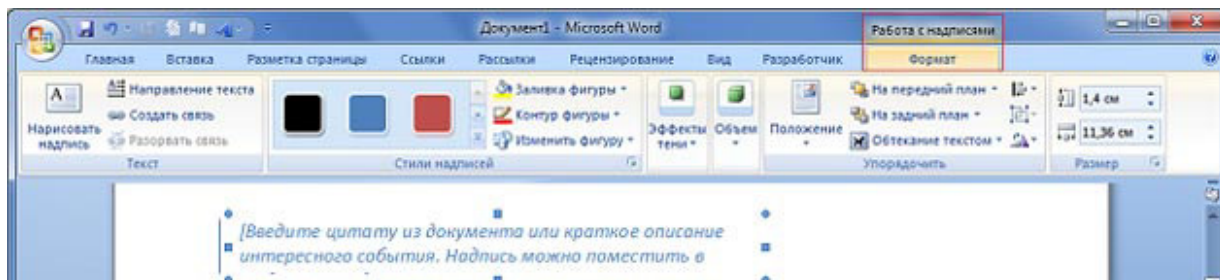 Документ1 - Microsoft Word
Работа с надписями
Главная Вставка Разметка страницы Ссылки Рассылки Рецензирование Вид Разработчик Формат
A
Нарисовать надпись
Направление текста
Создать связь
Разорвать связь
Текст
Заливка фигуры
Контур фигуры
Изменить фигуру
Стили надписей
Эффекты тени
Объем
Положение
На передний план
На задний план
Обтекание текстом
Упорядочить
1,4 см
11,36 см
Размер
[Введите цитату из документа или краткое описание
интересного события. Надпись можно поместить в